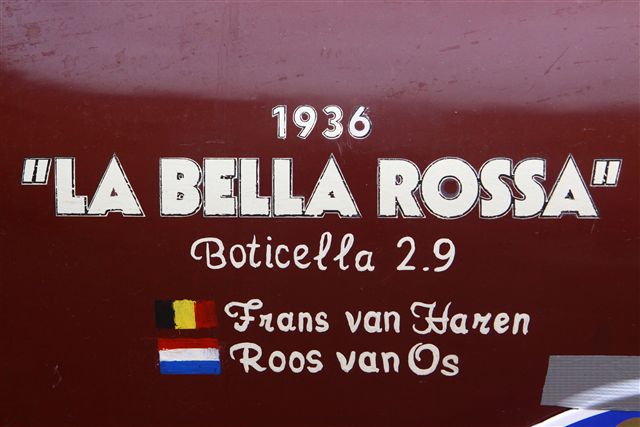 1936
"LA BELLA ROSSA"
Boticella 2.9
Frans van Haren
Roos van Os